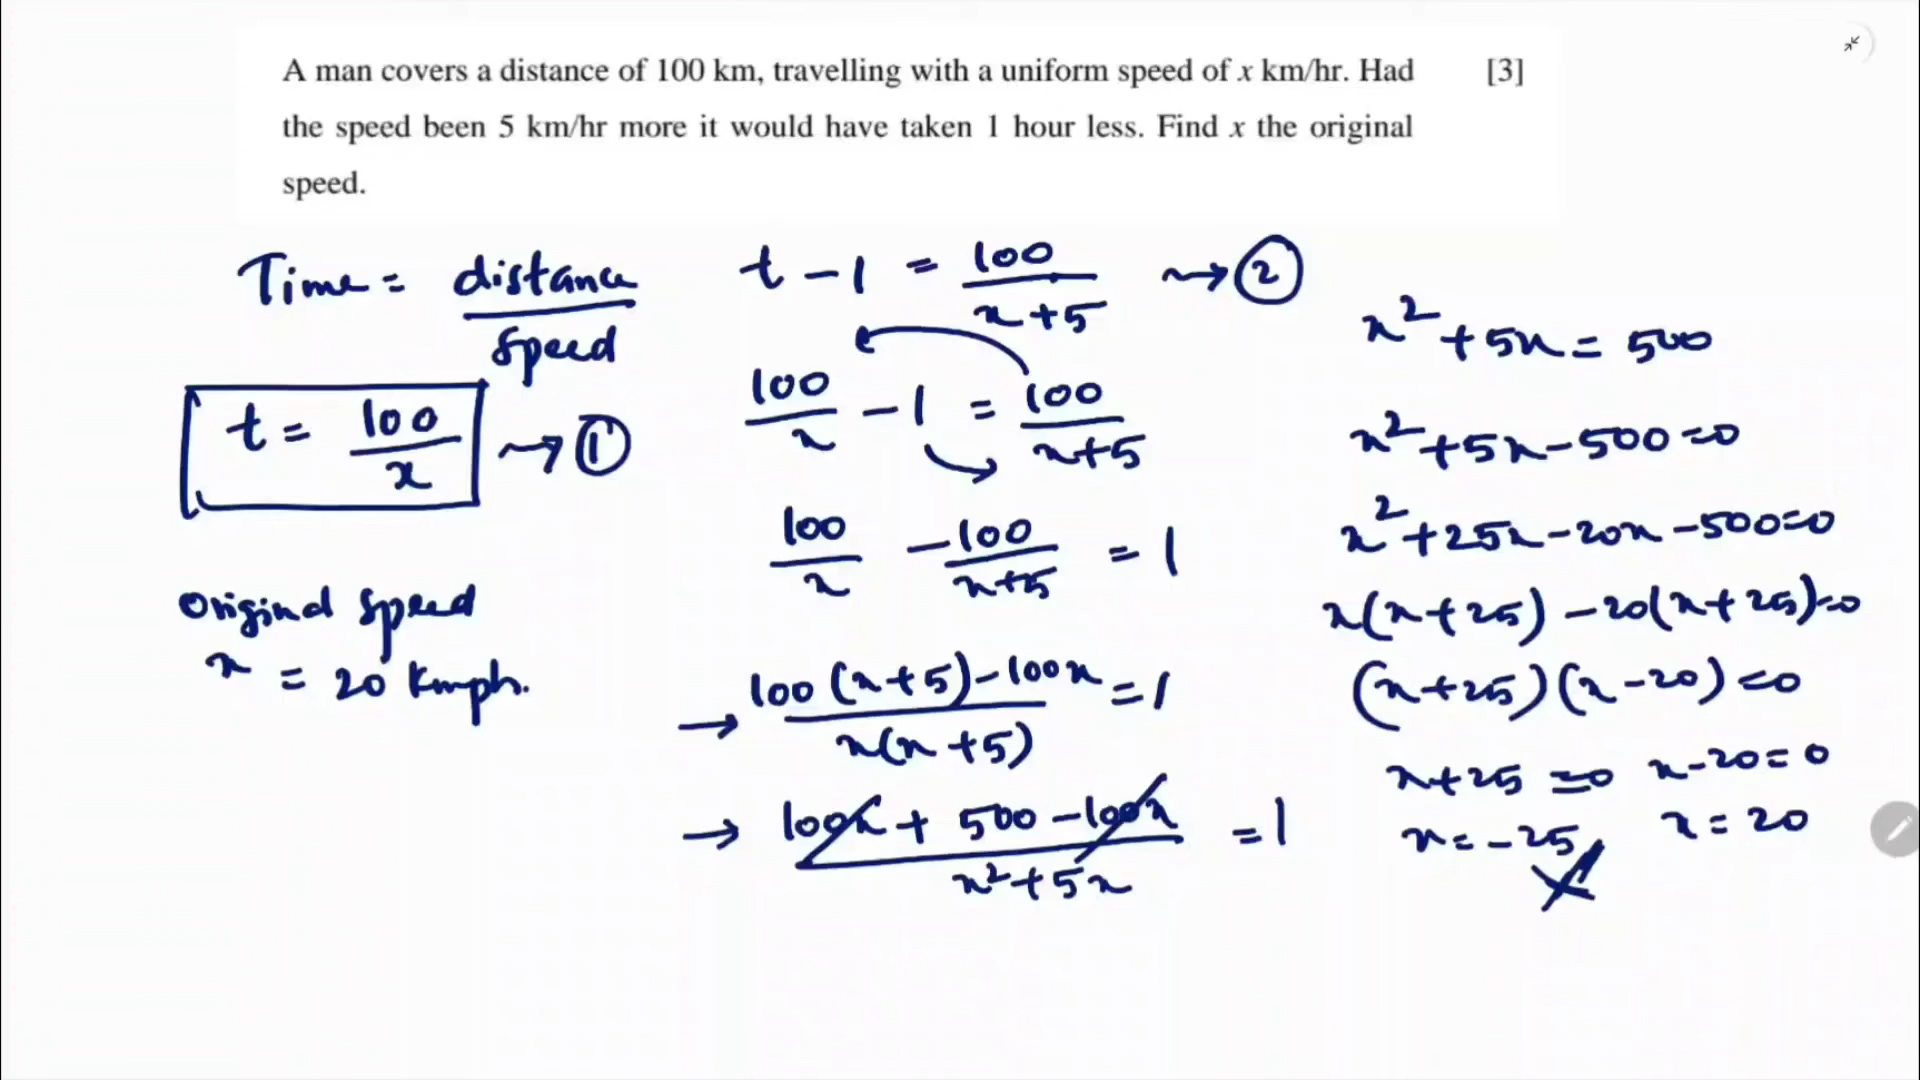 A man covers a distance of 100 km, travelling with a uniform speed of x km/hr. Had [3]
the speed been 5 km/hr more it would have taken 1 hour less. Find x the original
speed.
Time = distance / speed
t = 100/x → ①
Original speed
x = 20 kmph.
t - 1 = 100/(x+5) → ②
100/x - 1 = 100/(x+5)
100/x - 100/(x+5) = 1
→ (100(x+5) - 100x)/(x(x+5)) = 1
→ (100x + 500 - 100x)/(x²+5x) = 1
x² + 5x = 500
x² + 5x - 500 = 0
x² + 25x - 20x - 500 = 0
x(x+25) - 20(x+25) = 0
(x+25)(x-20) = 0
x+25 = 0 x-20 = 0
x = -25 x = 20